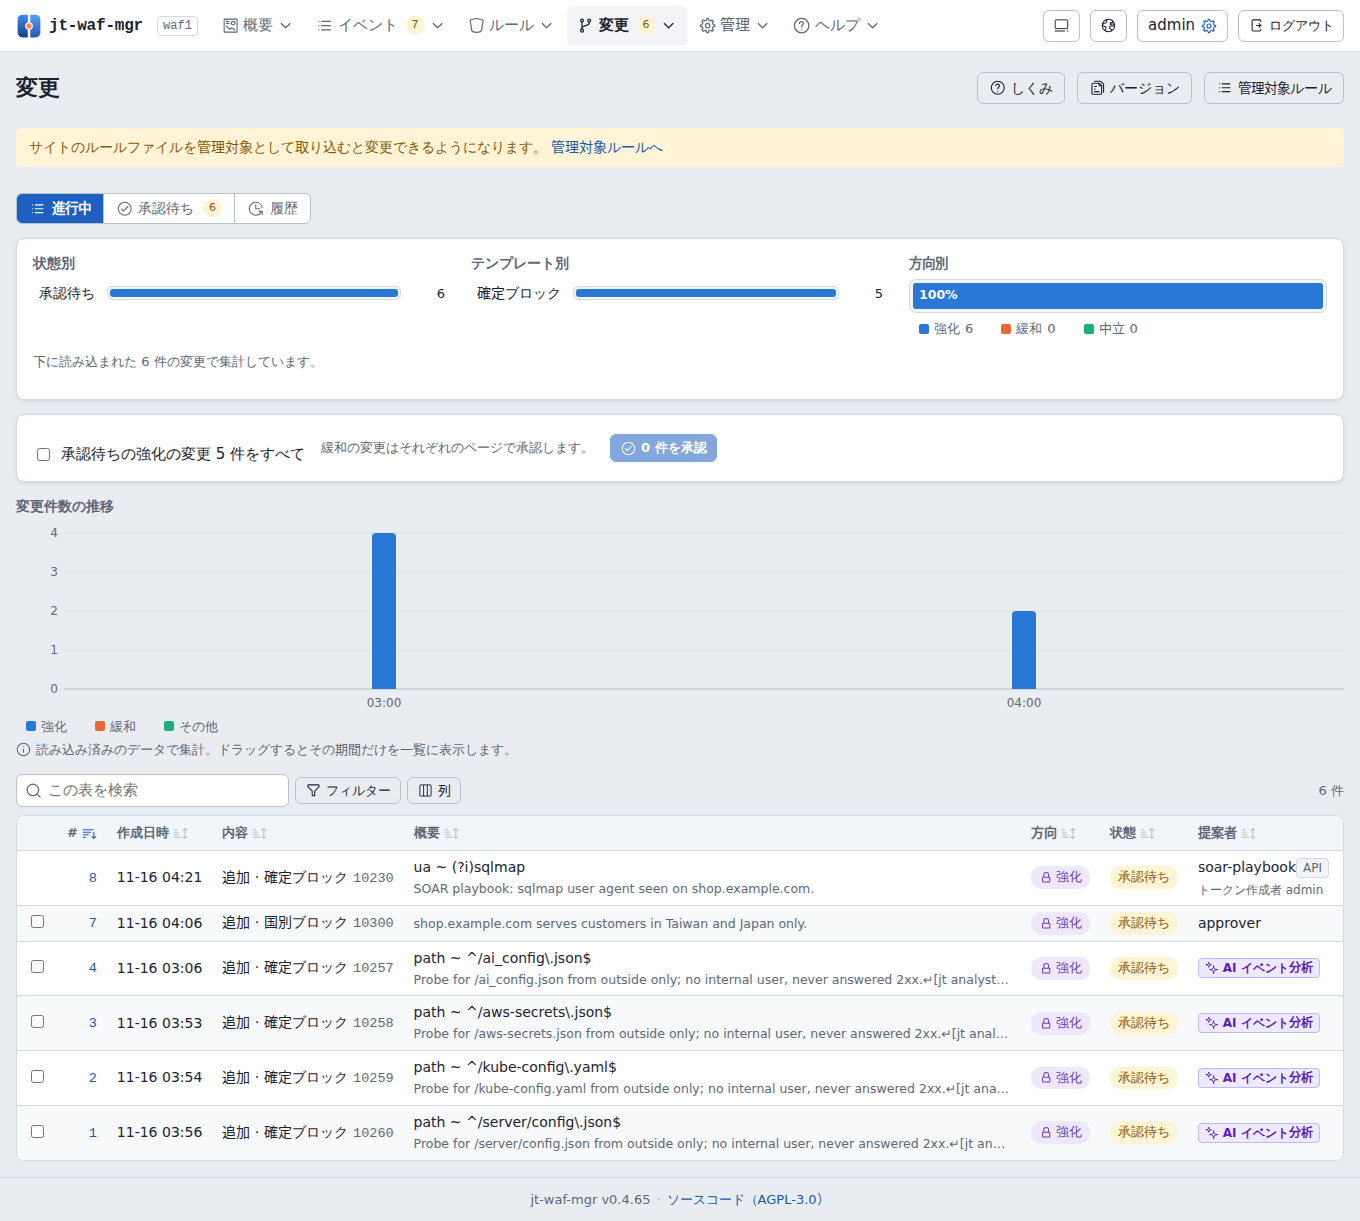 jt-waf-mgr waf1 概要 イベント 7 ルール 変更 6 管理 ヘルプ admin ログアウト
変更 しくみ バージョン 管理対象ルール
サイトのルールファイルを管理対象として取り込むと変更できるようになります。 管理対象ルールへ
進行中 承認待ち 6 履歴
状態別 テンプレート別 方向別
承認待ち 6 確定ブロック 5 100%
強化 6 緩和 0 中立 0
下に読み込まれた 6 件の変更で集計しています。
承認待ちの強化の変更 5 件をすべて 緩和の変更はそれぞれのページで承認します。 0 件を承認
変更件数の推移
4
3
2
1
0
03:00 04:00
強化 緩和 その他
読み込み済みのデータで集計。ドラッグするとその期間だけを一覧に表示します。
この表を検索 フィルター 列 6 件
# 作成日時 内容 概要 方向 状態 提案者
8 11-16 04:21 追加 · 確定ブロック 10230 ua ~ (?i)sqlmap 強化 承認待ち soar-playbook API
SOAR playbook: sqlmap user agent seen on shop.example.com. トークン作成者 admin
7 11-16 04:06 追加 · 国別ブロック 10300 shop.example.com serves customers in Taiwan and Japan only. 強化 承認待ち approver
4 11-16 03:06 追加 · 確定ブロック 10257 path ~ ^/ai_config\.json$ 強化 承認待ち AI イベント分析
Probe for /ai_config.json from outside only; no internal user, never answered 2xx.↵[jt analyst…
3 11-16 03:53 追加 · 確定ブロック 10258 path ~ ^/aws-secrets\.json$ 強化 承認待ち AI イベント分析
Probe for /aws-secrets.json from outside only; no internal user, never answered 2xx.↵[jt anal…
2 11-16 03:54 追加 · 確定ブロック 10259 path ~ ^/kube-config\.yaml$ 強化 承認待ち AI イベント分析
Probe for /kube-config.yaml from outside only; no internal user, never answered 2xx.↵[jt ana…
1 11-16 03:56 追加 · 確定ブロック 10260 path ~ ^/server/config\.json$ 強化 承認待ち AI イベント分析
Probe for /server/config.json from outside only; no internal user, never answered 2xx.↵[jt an…
jt-waf-mgr v0.4.65 · ソースコード（AGPL-3.0）